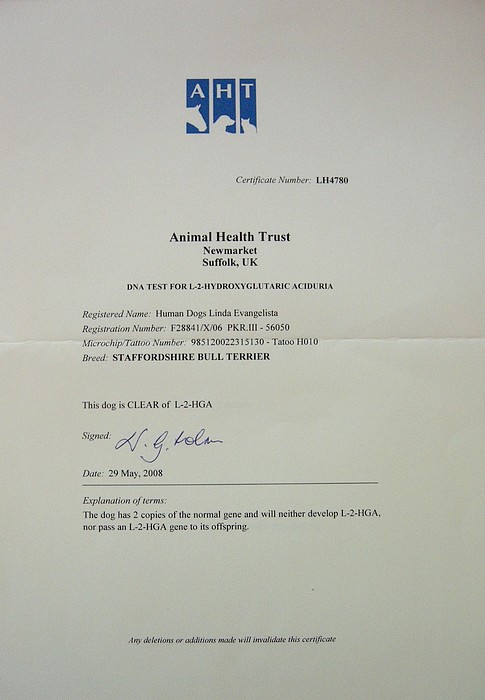 AHT
Certificate Number: LH4780
Animal Health Trust
Newmarket
Suffolk, UK
DNA TEST FOR L-2-HYDROXYGLUTARIC ACIDURIA
Registered Name: Human Dogs Linda Evangelista
Registration Number: F28841/X/06 PKR.III - 56050
Microchip/Tattoo Number: 985120022315130 - Tatoo H010
Breed: STAFFORDSHIRE BULL TERRIER
This dog is CLEAR of L-2-HGA
Signed:
Date: 29 May, 2008
Explanation of terms:
The dog has 2 copies of the normal gene and will neither develop L-2-HGA,
nor pass an L-2-HGA gene to its offspring.
Any deletions or additions made will invalidate this certificate